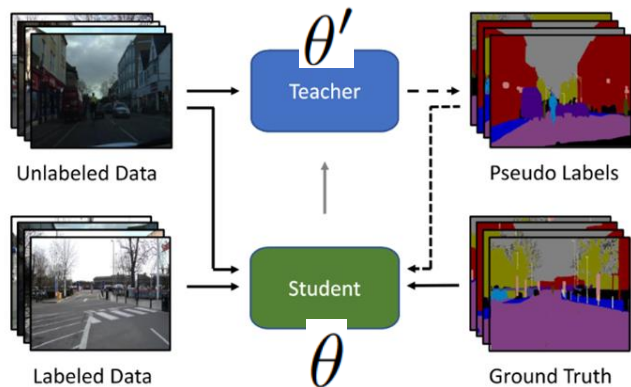 θ′
Teacher
Unlabeled Data
Pseudo Labels
Student
θ
Labeled Data
Ground Truth